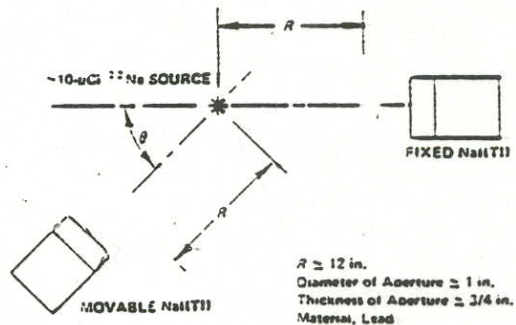 R
~10-µCi ²²Na SOURCE
θ
FIXED NaI(Tl)
R
R ≥ 12 in.
Diameter of Aperture ≥ 1 in.
Thickness of Aperture ≥ 3/4 in.
Material, Lead
MOVABLE NaI(Tl)